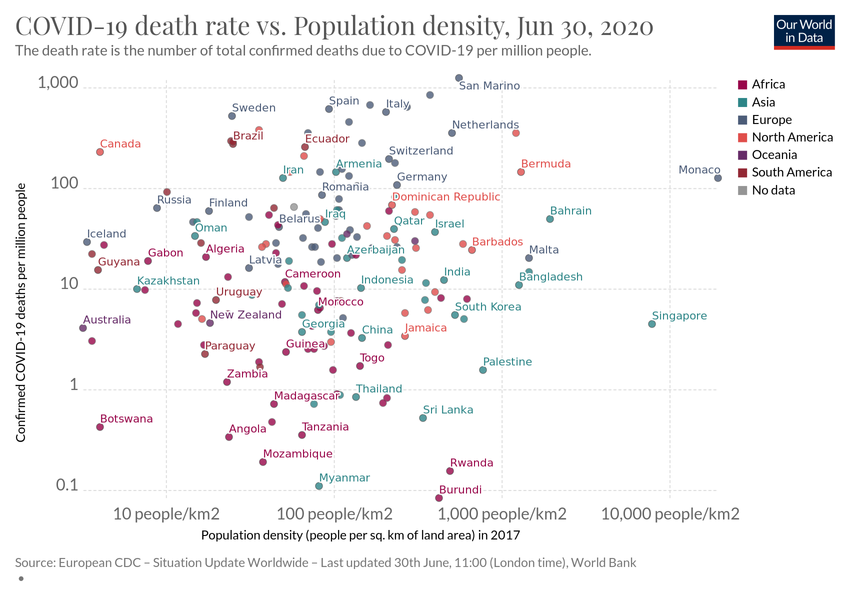 COVID-19 death rate vs. Population density, Jun 30, 2020
The death rate is the number of total confirmed deaths due to COVID-19 per million people.
Our World
in Data
1,000
100
10
1
0.1
Confirmed COVID-19 deaths per million people
San Marino
Sweden
Spain
Italy
Netherlands
Brazil
Ecuador
Canada
Switzerland
Iran
Armenia
Bermuda
Monaco
Germany
Romania
Dominican Republic
Russia
Finland
Belarus
Iraq
Bahrain
Oman
Qatar
Israel
Iceland
Gabon
Algeria
Azerbaijan
Barbados
Malta
Guyana
Latvia
Kazakhstan
Cameroon
Indonesia
India
Bangladesh
Uruguay
Morocco
South Korea
Australia
New Zealand
Georgia
China
Jamaica
Singapore
Paraguay
Guinea
Togo
Palestine
Zambia
Madagascar
Thailand
Botswana
Angola
Tanzania
Sri Lanka
Mozambique
Rwanda
Myanmar
Burundi
10 people/km2
100 people/km2
1,000 people/km2
10,000 people/km2
Population density (people per sq. km of land area) in 2017
Africa
Asia
Europe
North America
Oceania
South America
No data
Source: European CDC – Situation Update Worldwide – Last updated 30th June, 11:00 (London time), World Bank